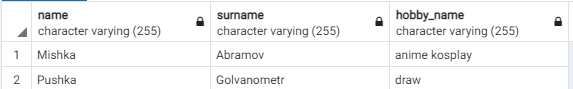 name surname hobby_name
character varying (255) character varying (255) character varying (255)
1 Mishka Abramov anime kosplay
2 Pushka Golvanometr draw